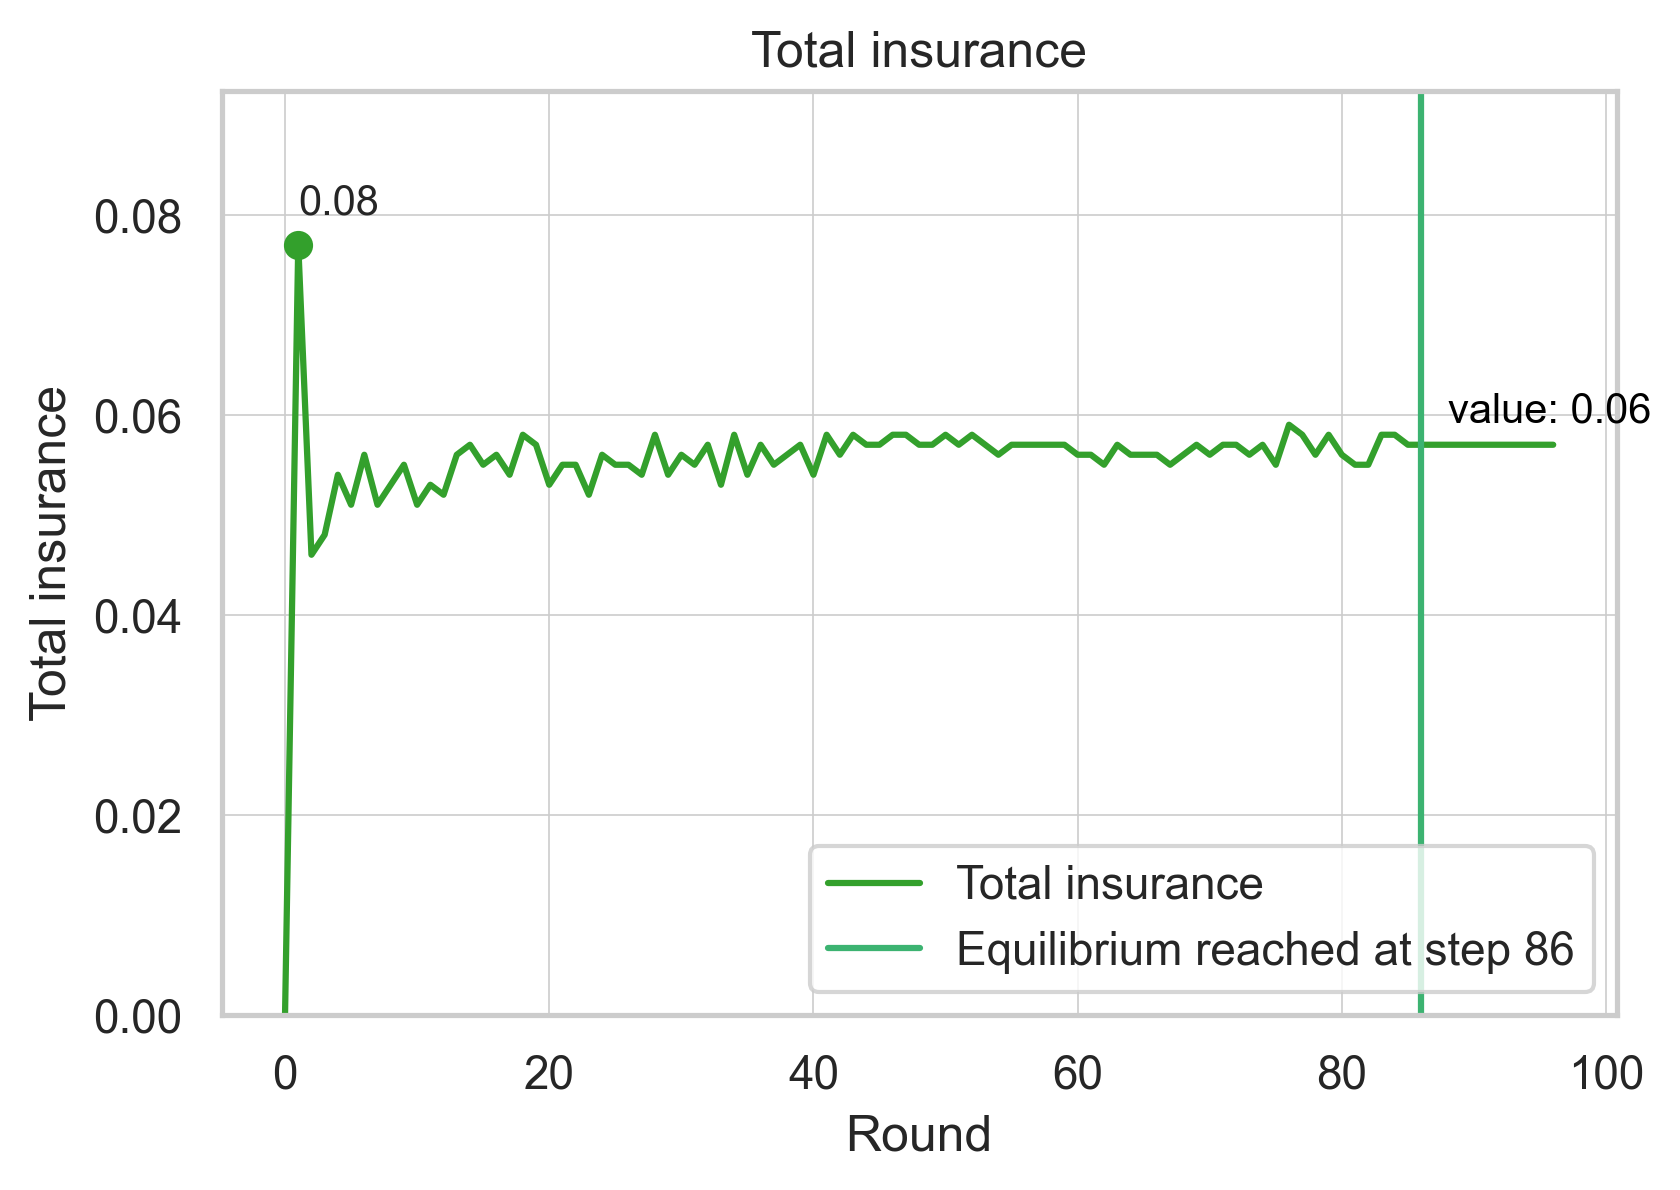 Total insurance
Total insurance
0.08
0.06
0.04
0.02
0.00
0.08
value: 0.06
Total insurance
Equilibrium reached at step 86
0 20 40 60 80 100
Round